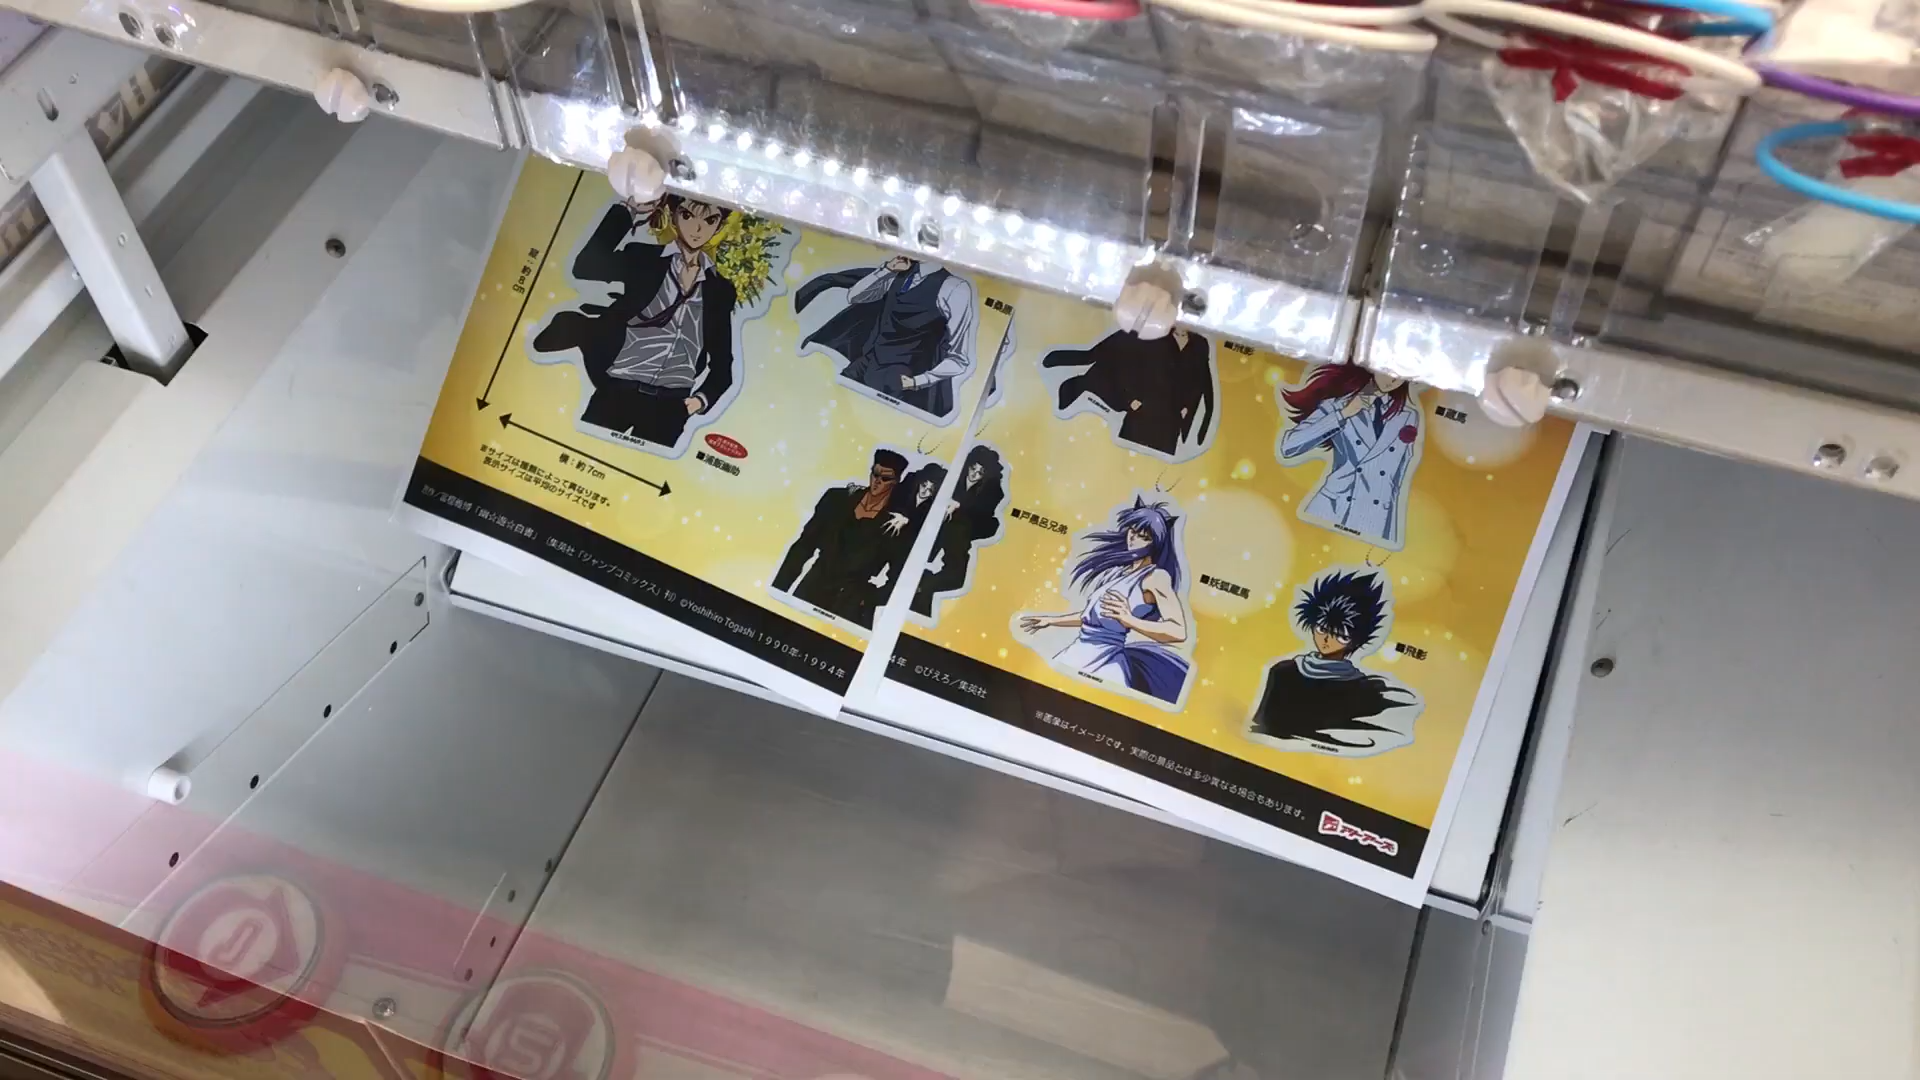 縦：約8cm
横：約7cm
※サイズは種類によって異なります。
表示サイズは平均のサイズです
■浦飯幽助
■桑原
■飛影
■蔵馬
■戸愚呂兄弟
■妖狐蔵馬
■飛影
原作／冨樫義博「幽☆遊☆白書」（集英社「ジャンプコミックス」刊）©Yoshihiro Togashi 1990年-1994年
4年 ©ぴえろ／集英社
※画像はイメージです。実際の景品とは多少異なる場合もあります。